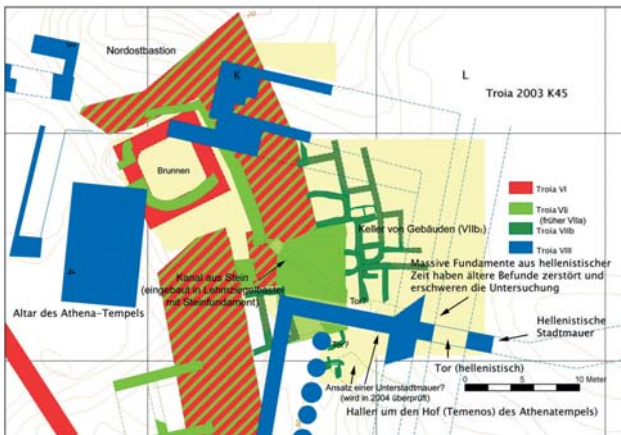 Nordostbastion
K
L
Troia 2003 K45
Brunnen
Troia VI
Troia VIi
(früher VIIa)
Troia VIIb
Troia VIII
Keller von Gebäuden (VIIb₂)
Kanal aus Stein
(eingebaut in Lehmziegelbastei
mit Steinfundament)
Massive Fundamente aus hellenistischer
Zeit haben ältere Befunde zerstört und
erschweren die Untersuchung
Altar des Athena-Tempels
Tor?
Hellenistische
Stadtmauer
Tor?
Tor (hellenistisch)
Ansatz einer Unterstadtmauer?
(wird in 2004 überprüft)
0 5 10 Meter
Hallen um den Hof (Temenos) des Athenatempels)